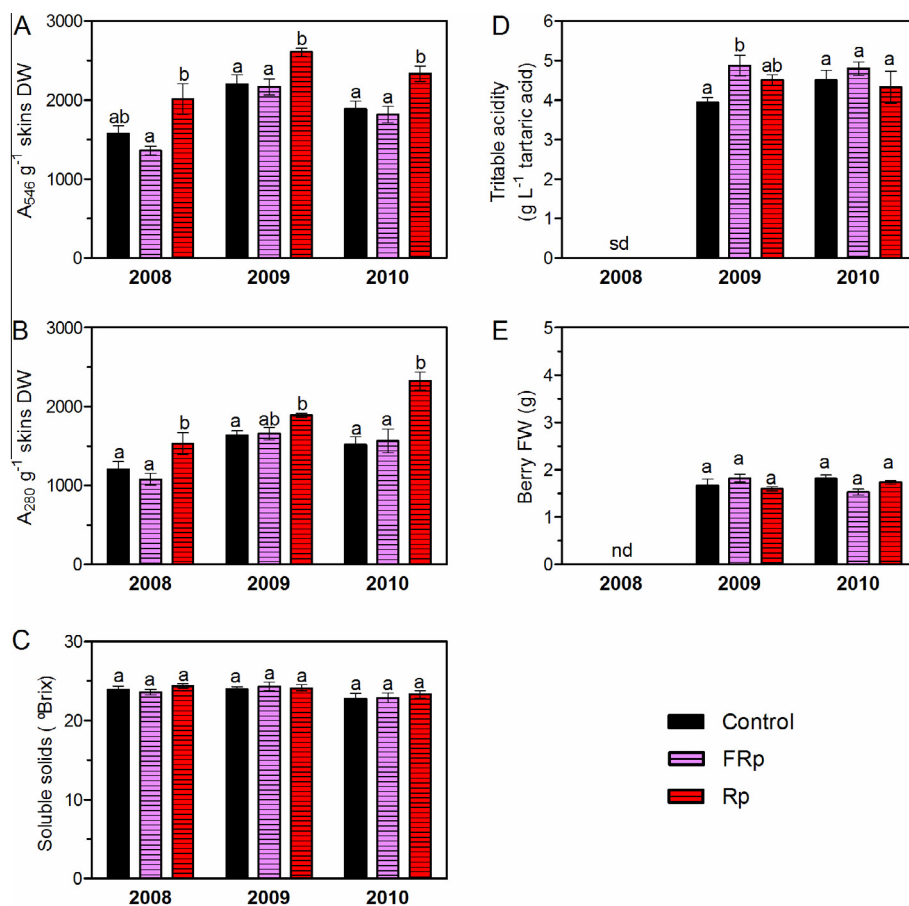 A
A546 g-1 skins DW
3000
2000
1000
0
ab
a
b
a
a
b
a
a
b
2008
2009
2010
B
A280 g-1 skins DW
3000
2000
1000
0
a
a
b
a
ab
b
a
a
b
2008
2009
2010
C
Soluble solids ( ºBrix)
30
20
10
0
a
a
a
a
a
a
a
a
a
2008
2009
2010
D
Tritable acidity
(g L-1 tartaric acid)
6
5
4
3
2
1
0
sd
a
b
ab
a
a
a
2008
2009
2010
E
Berry FW (g)
5
4
3
2
1
0
nd
a
a
a
a
a
a
2008
2009
2010
Control
FRp
Rp